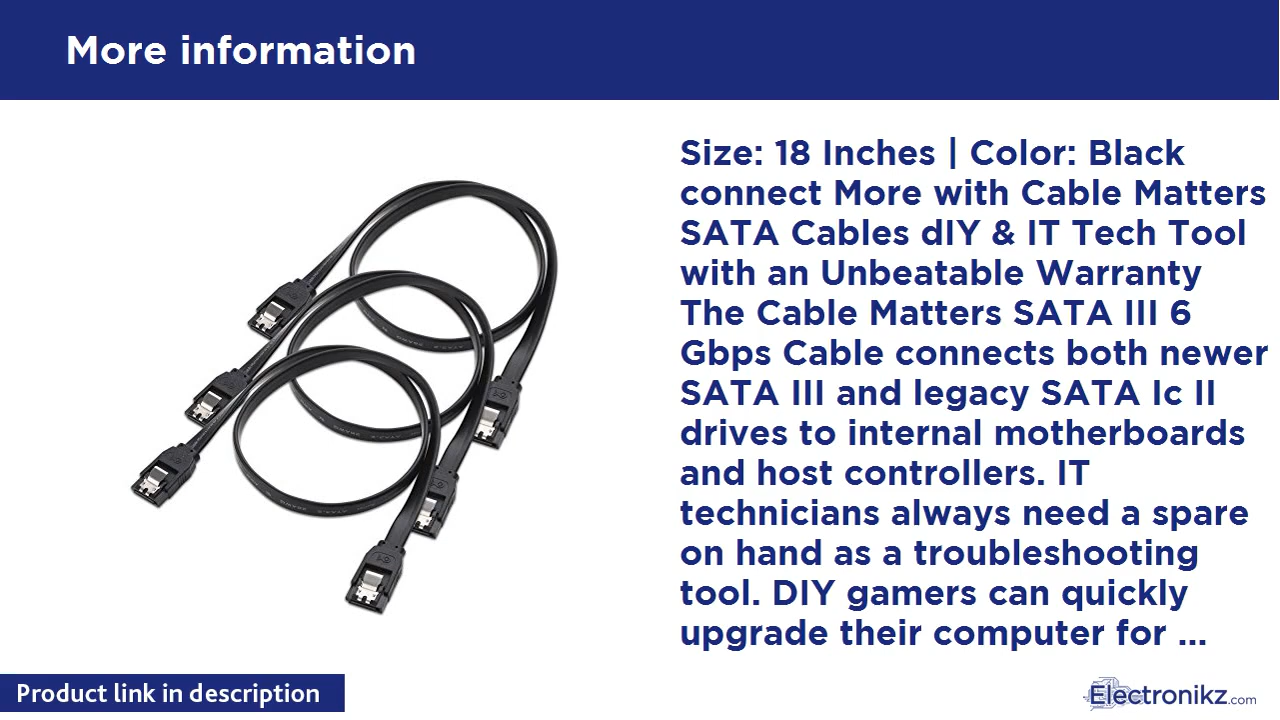 More information
Size: 18 Inches | Color: Black
connect More with Cable Matters
SATA Cables dIY & IT Tech Tool
with an Unbeatable Warranty
The Cable Matters SATA III 6
Gbps Cable connects both newer
SATA III and legacy SATA Ic II
drives to internal motherboards
and host controllers. IT
technicians always need a spare
on hand as a troubleshooting
tool. DIY gamers can quickly
upgrade their computer for ...
Product link in description
Electronikz.com